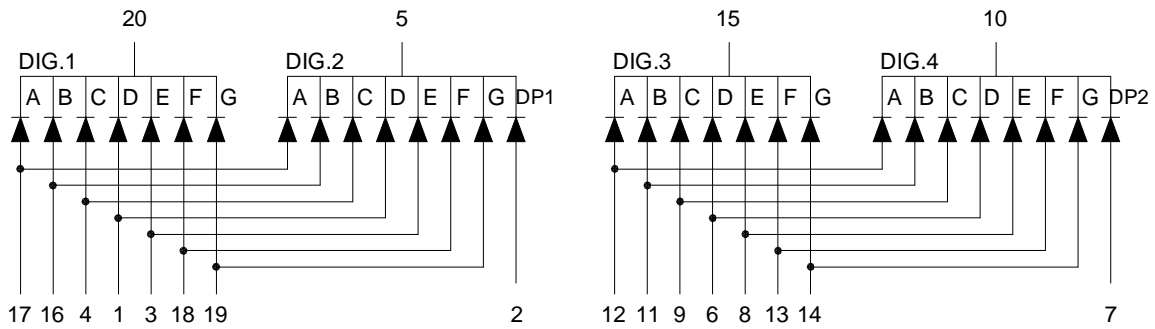 20 5 15 10
DIG.1 DIG.2 DIG.3 DIG.4
A B C D E F G A B C D E F G DP1 A B C D E F G A B C D E F G DP2
17 16 4 1 3 18 19 2 12 11 9 6 8 13 14 7